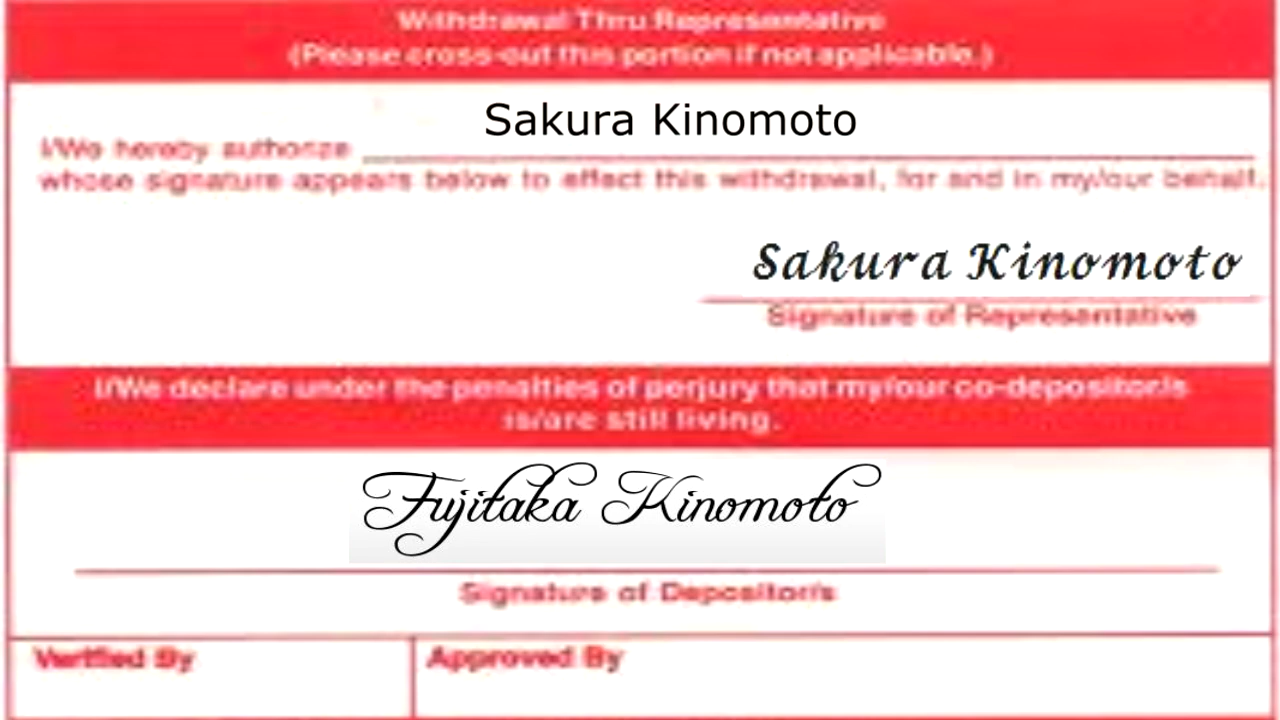 Withdrawal Thru Representative
(Please cross-out this portion if not applicable.)
Sakura Kinomoto
I/We hereby authorize
whose signature appears below to effect this withdrawal, for and in my/our behalf.
Sakura Kinomoto
Signature of Representative
I/We declare under the penalties of perjury that my/our co-depositor/s
is/are still living.
Fujitaka Kinomoto
Signature of Depositor/s
Verified By
Approved By